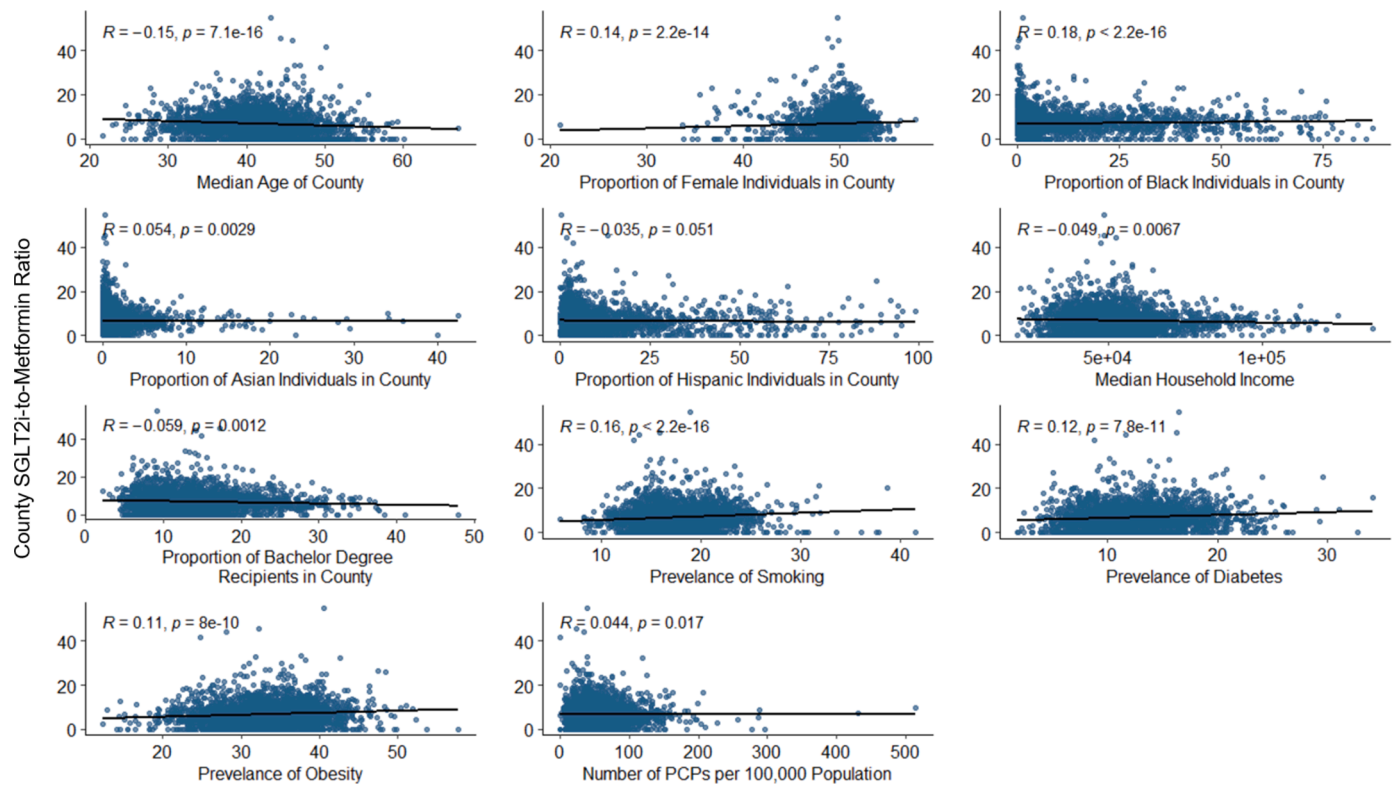 County SGLT2i-to-Metformin Ratio
R = −0.15, p = 7.1e-16
40
20
0
20 30 40 50 60
Median Age of County
R = 0.14, p = 2.2e-14
40
20
0
20 30 40 50
Proportion of Female Individuals in County
R = 0.18, p < 2.2e-16
40
20
0
0 25 50 75
Proportion of Black Individuals in County
R = 0.054, p = 0.0029
40
20
0
0 10 20 30 40
Proportion of Asian Individuals in County
R = −0.035, p = 0.051
40
20
0
0 25 50 75 100
Proportion of Hispanic Individuals in County
R = −0.049, p = 0.0067
40
20
0
5e+04 1e+05
Median Household Income
R = −0.059, p = 0.0012
40
20
0
0 10 20 30 40 50
Proportion of Bachelor Degree
Recipients in County
R = 0.16, p < 2.2e-16
40
20
0
10 20 30 40
Prevelance of Smoking
R = 0.12, p = 7.8e-11
40
20
0
10 20 30
Prevelance of Diabetes
R = 0.11, p = 8e-10
40
20
0
20 30 40 50
Prevelance of Obesity
R = 0.044, p = 0.017
40
20
0
0 100 200 300 400 500
Number of PCPs per 100,000 Population